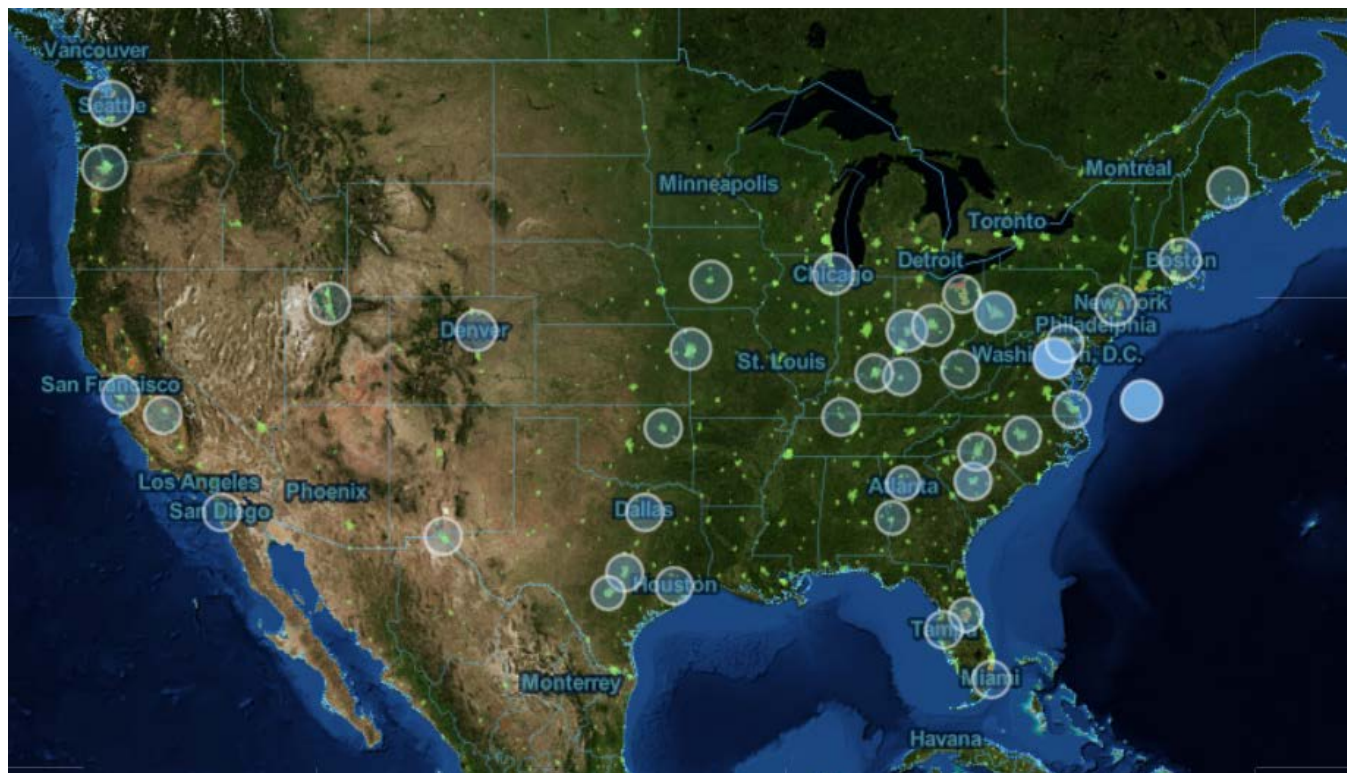 Vancouver
Seattle
Minneapolis
Montréal
Toronto
Detroit
Chicago
Boston
New York
Philadelphia
Denver
St. Louis
Washington, D.C.
San Francisco
Los Angeles
Phoenix
San Diego
Atlanta
Dallas
Houston
Tampa
Miami
Monterrey
Havana